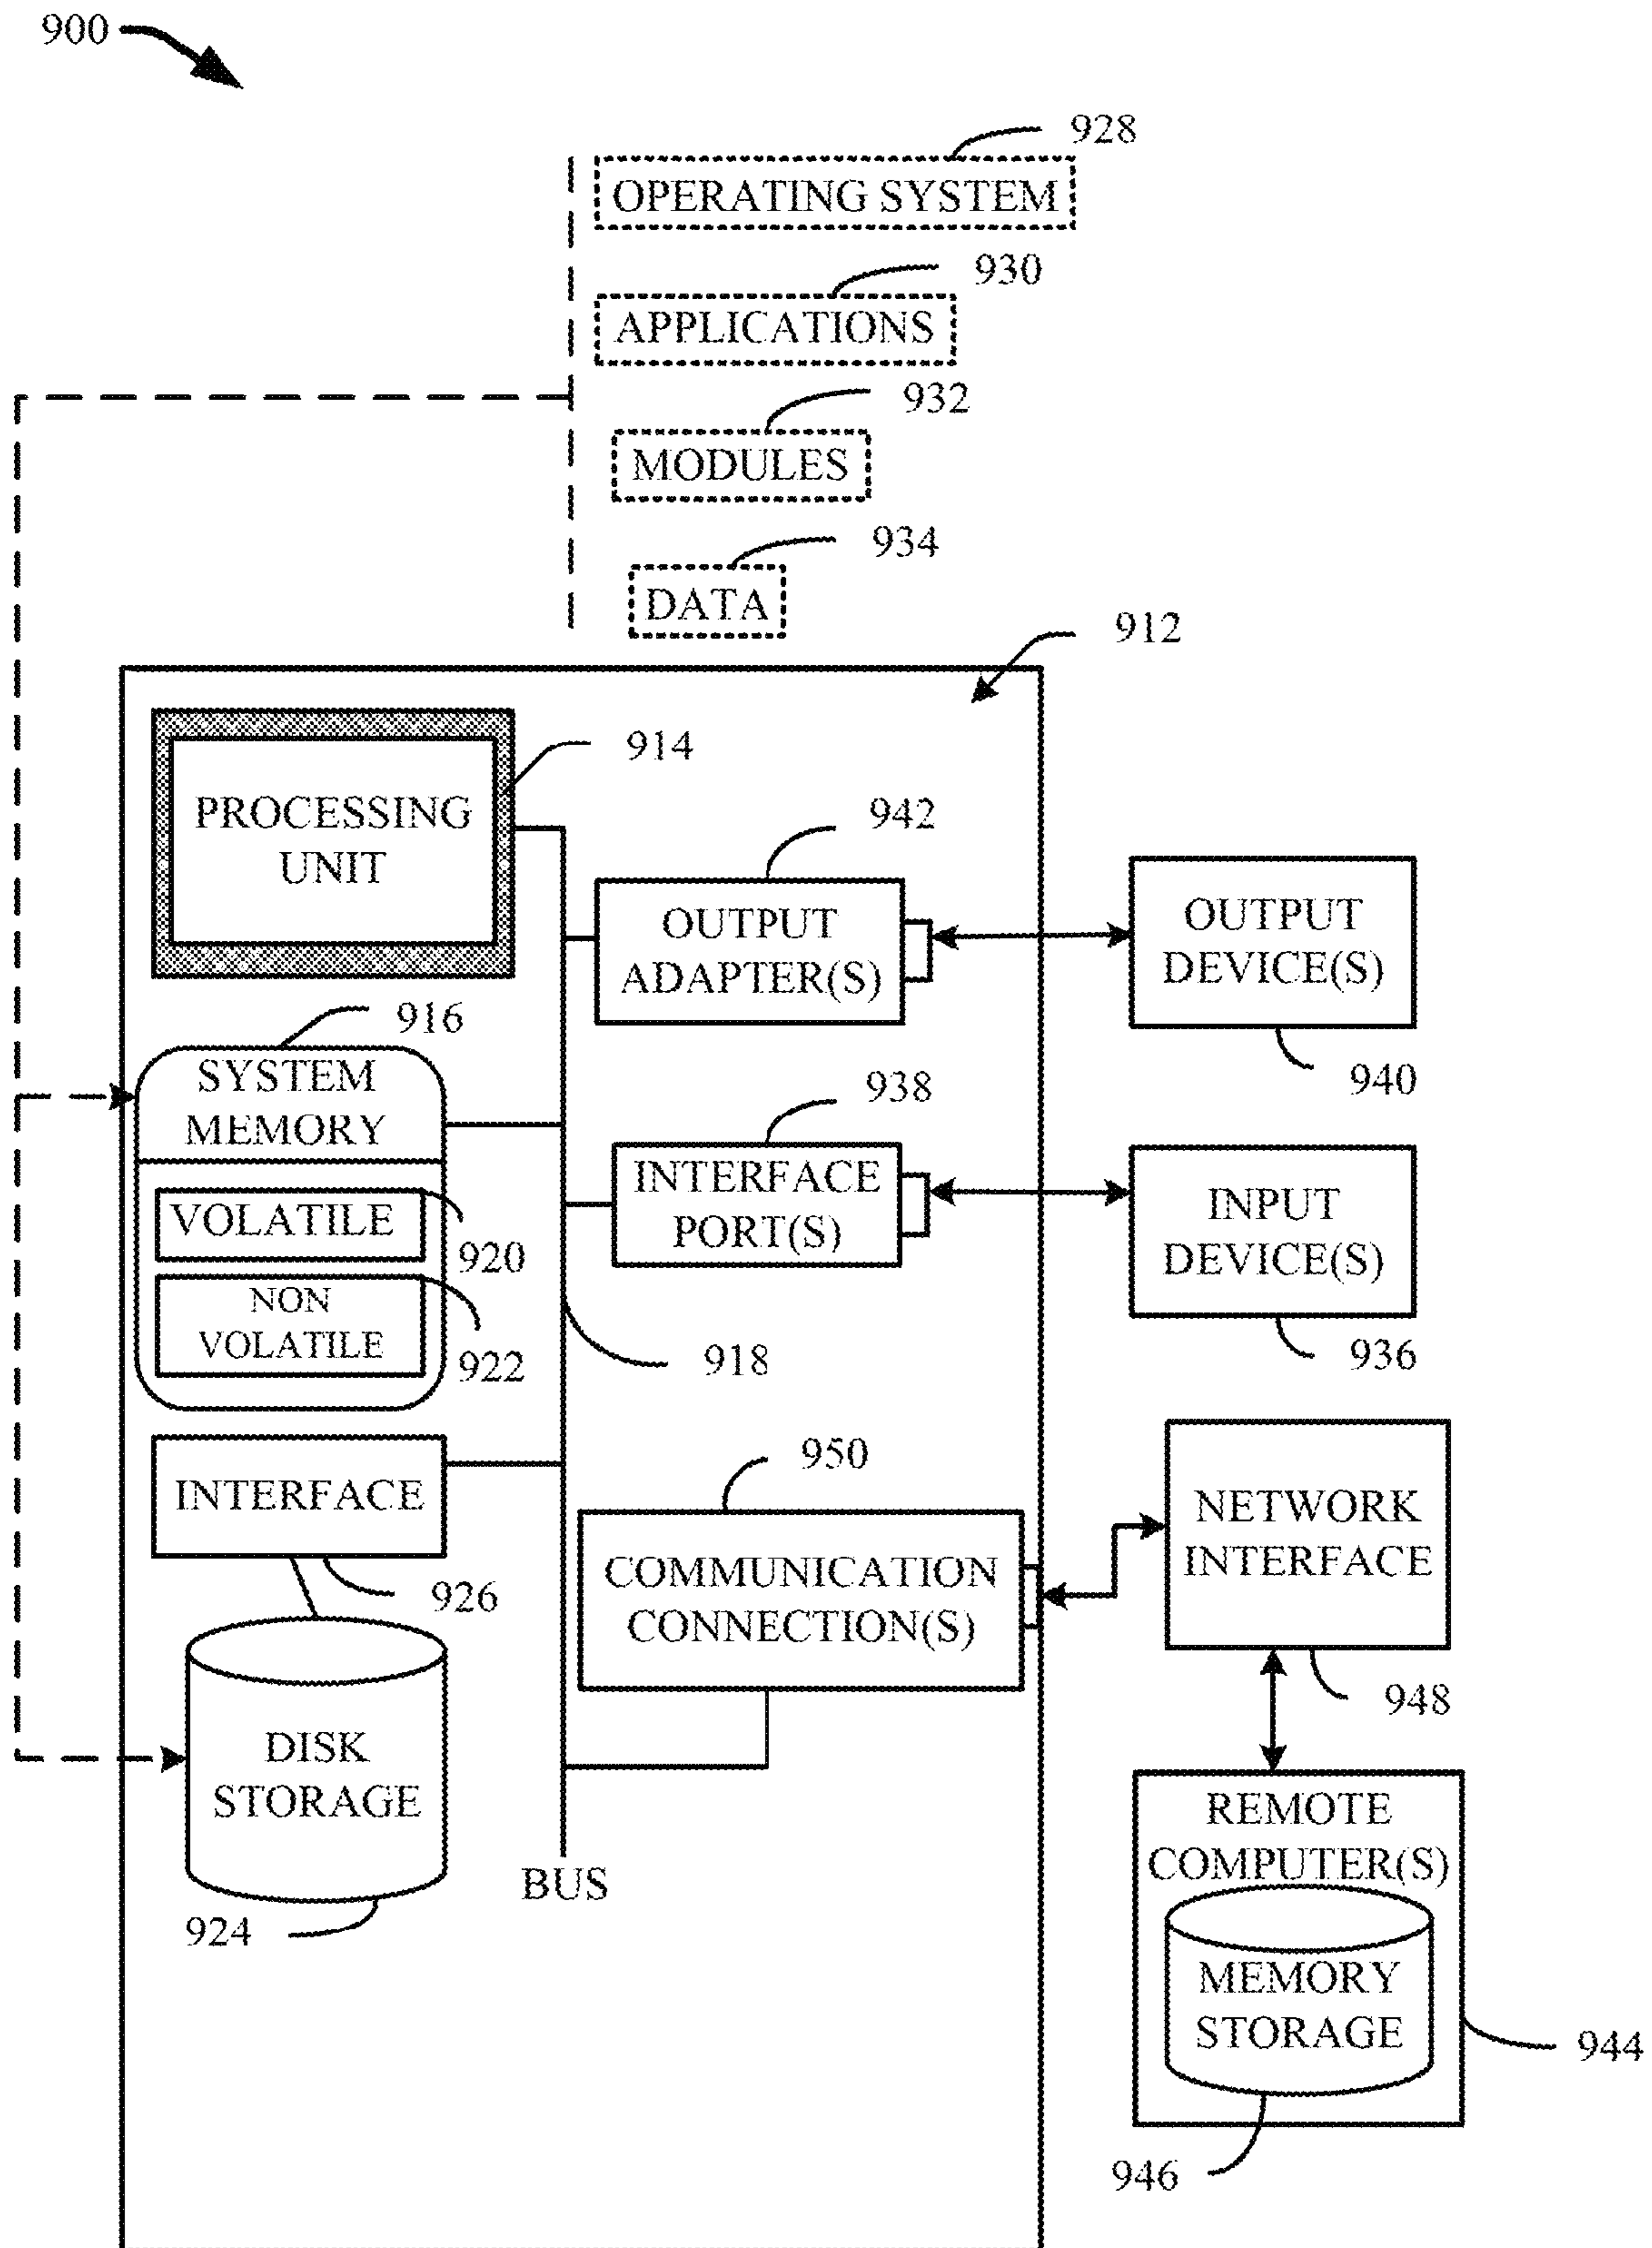 900
928
OPERATING SYSTEM
930
APPLICATIONS
932
MODULES
934
DATA
912
914
PROCESSING
UNIT
942
OUTPUT
ADAPTER(S)
OUTPUT
DEVICE(S)
940
916
SYSTEM
MEMORY
VOLATILE
920
NON
VOLATILE
922
938
INTERFACE
PORT(S)
INPUT
DEVICE(S)
936
918
INTERFACE
926
950
COMMUNICATION
CONNECTION(S)
NETWORK
INTERFACE
948
DISK
STORAGE
924
BUS
REMOTE
COMPUTER(S)
MEMORY
STORAGE
944
946